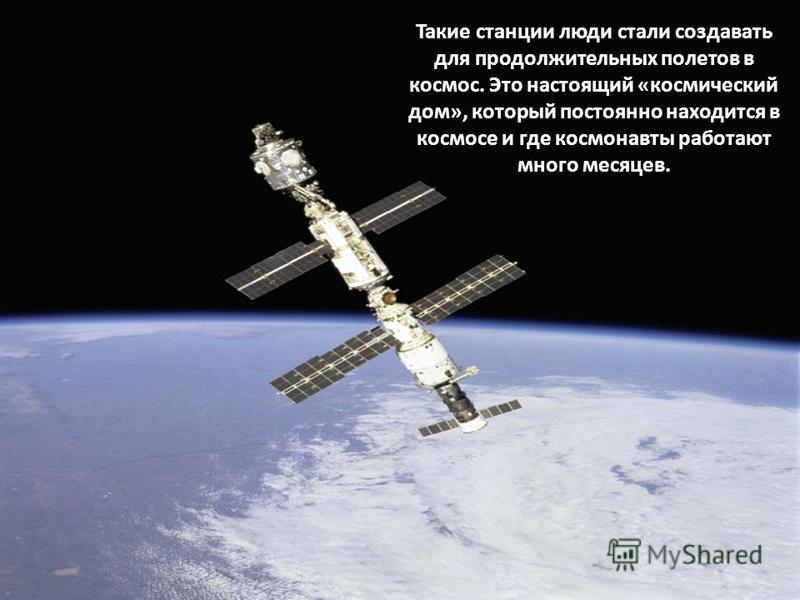 Такие станции люди стали создавать
для продолжительных полетов в
космос. Это настоящий «космический
дом», который постоянно находится в
космосе и где космонавты работают
много месяцев.
MyShared